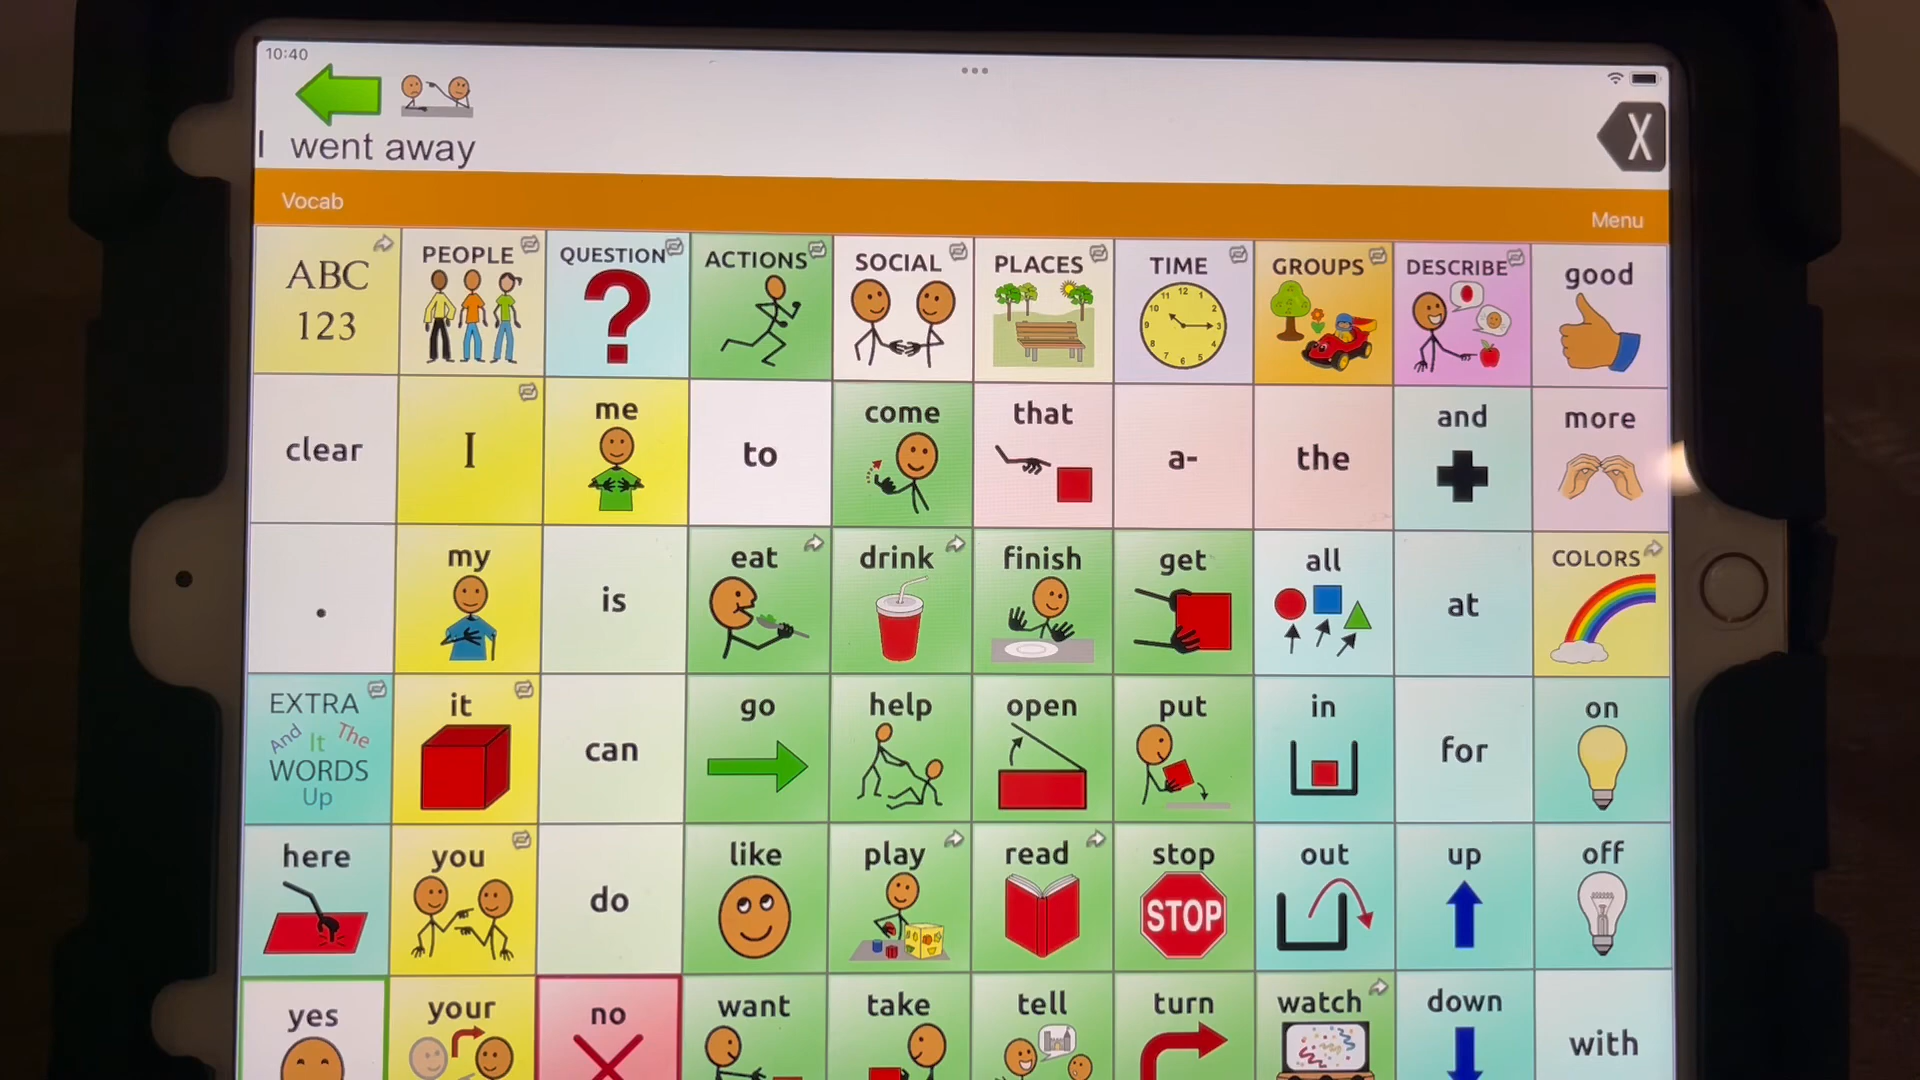 10:40
I went away
X
Vocab
Menu
ABC 123
PEOPLE
QUESTION
?
ACTIONS
SOCIAL
PLACES
TIME
GROUPS
DESCRIBE
good
clear
I
me
to
come
that
a-
the
and
more
.
my
is
eat
drink
finish
get
all
at
COLORS
EXTRA
And It The
WORDS
Up
it
can
go
help
open
put
in
for
on
here
you
do
like
play
read
stop
STOP
out
up
off
yes
your
no
want
take
tell
turn
watch
down
with